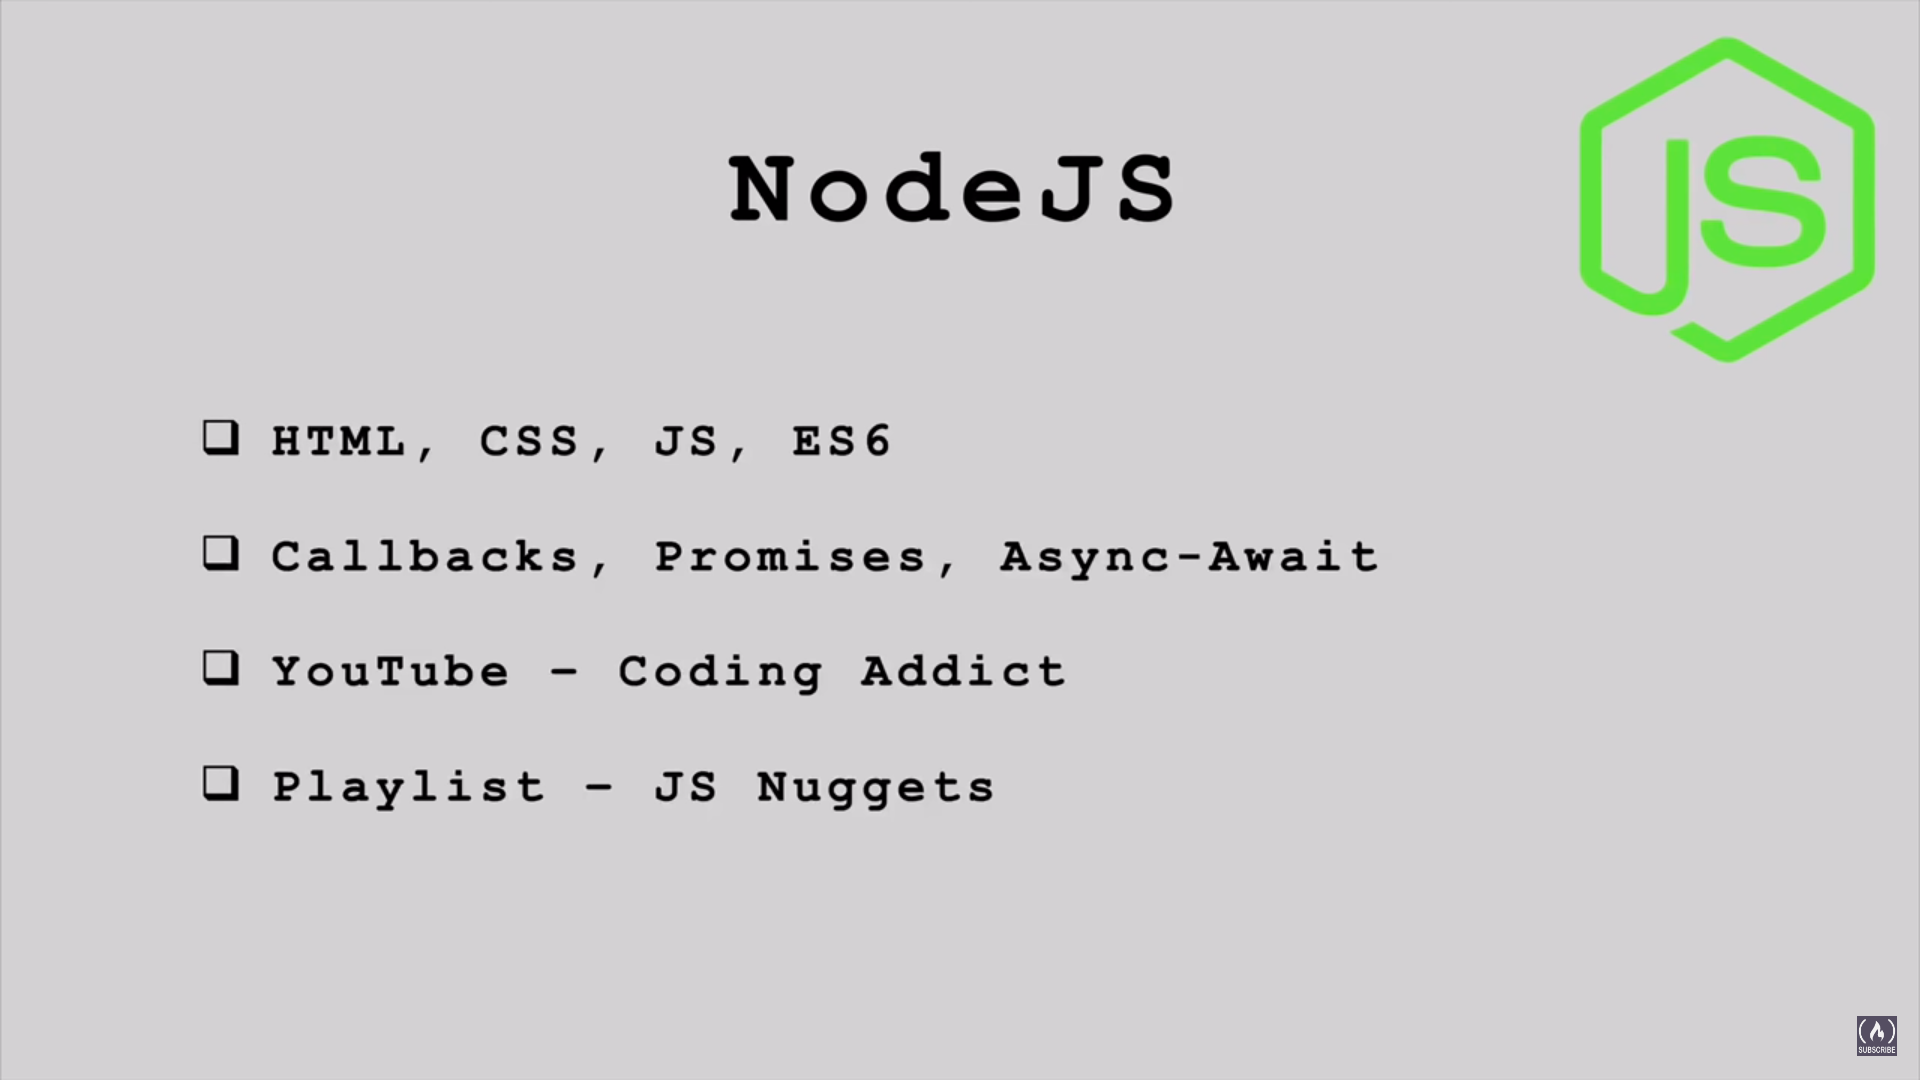 NodeJS
JS
❑ HTML, CSS, JS, ES6
❑ Callbacks, Promises, Async-Await
❑ YouTube - Coding Addict
❑ Playlist - JS Nuggets
SUBSCRIBE